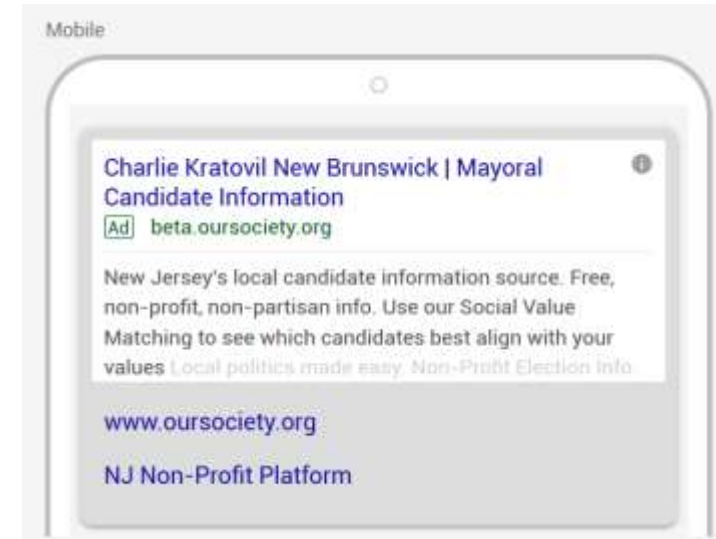 Mobile
Charlie Kratovil New Brunswick | Mayoral
Candidate Information
Ad beta.oursociety.org
New Jersey's local candidate information source. Free,
non-profit, non-partisan info. Use our Social Value
Matching to see which candidates best align with your
values Local politics made easy. Non-Profit Election Info.
www.oursociety.org
NJ Non-Profit Platform